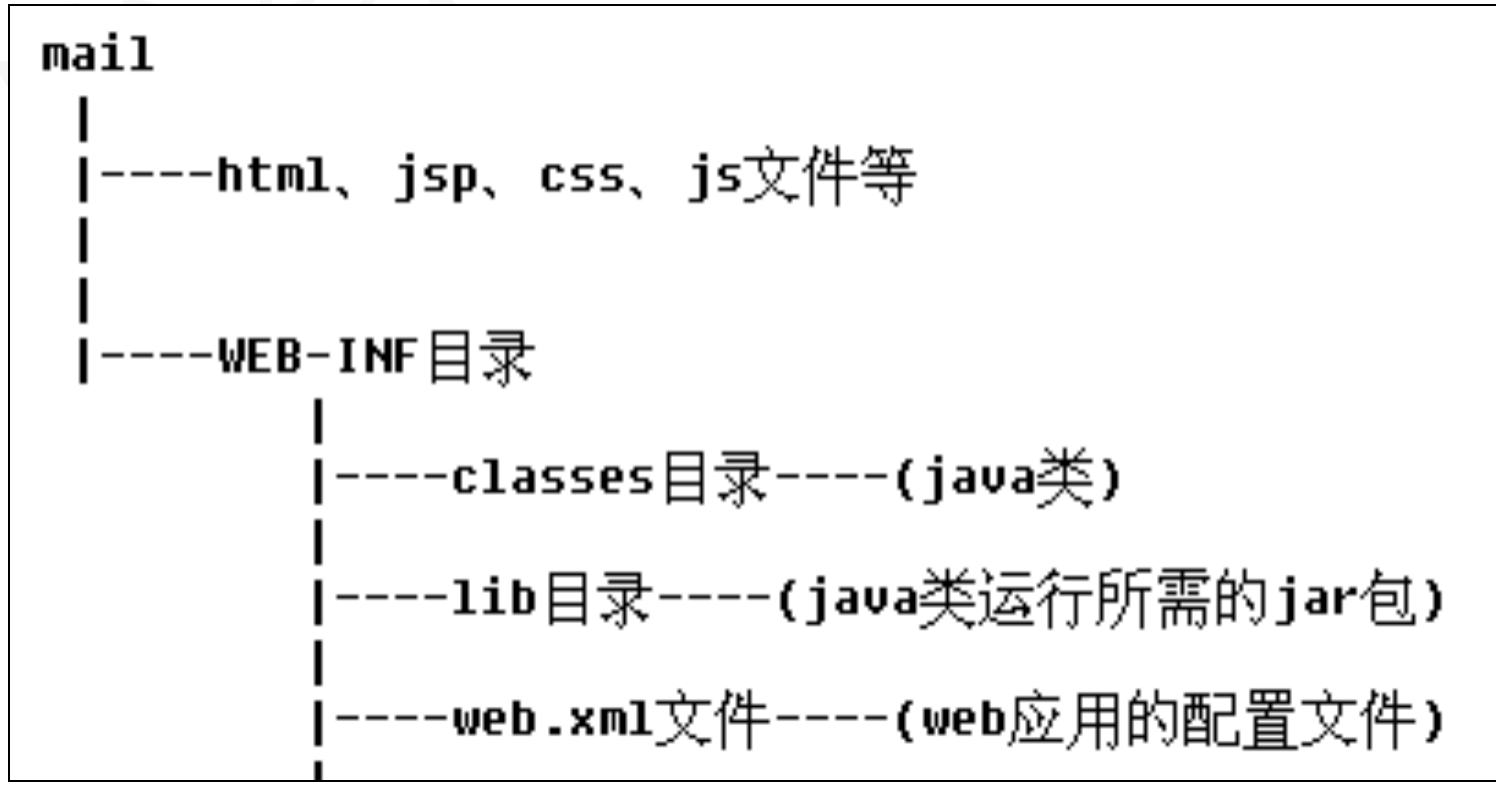 mail
|
|----html、jsp、css、js文件等
|
|
|----WEB-INF目录
|
|----classes目录----(java类)
|
|----lib目录----(java类运行所需的jar包)
|
|----web.xml文件----(web应用的配置文件)
|